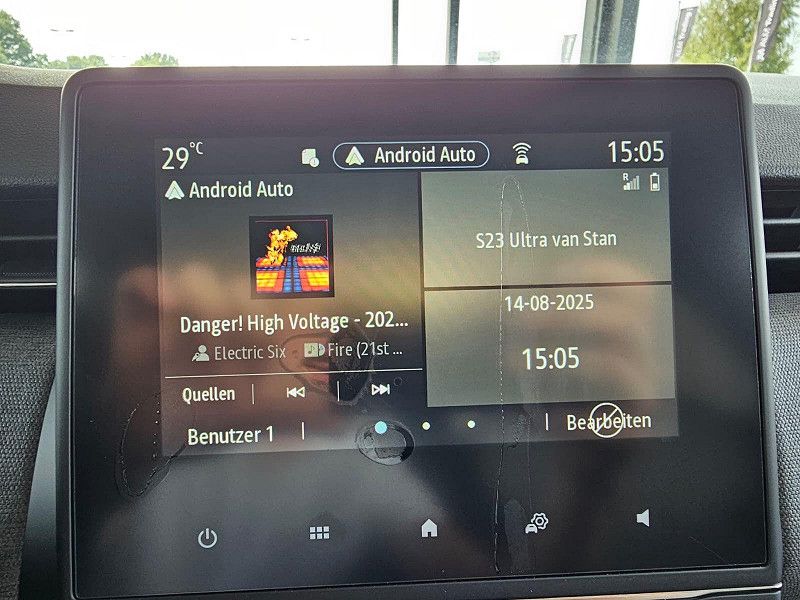 29°C
Android Auto
15:05
Android Auto
R
S23 Ultra van Stan
14-08-2025
15:05
Danger! High Voltage - 202...
Electric Six
Fire (21st ...
Quellen
Benutzer 1
Bearbeiten